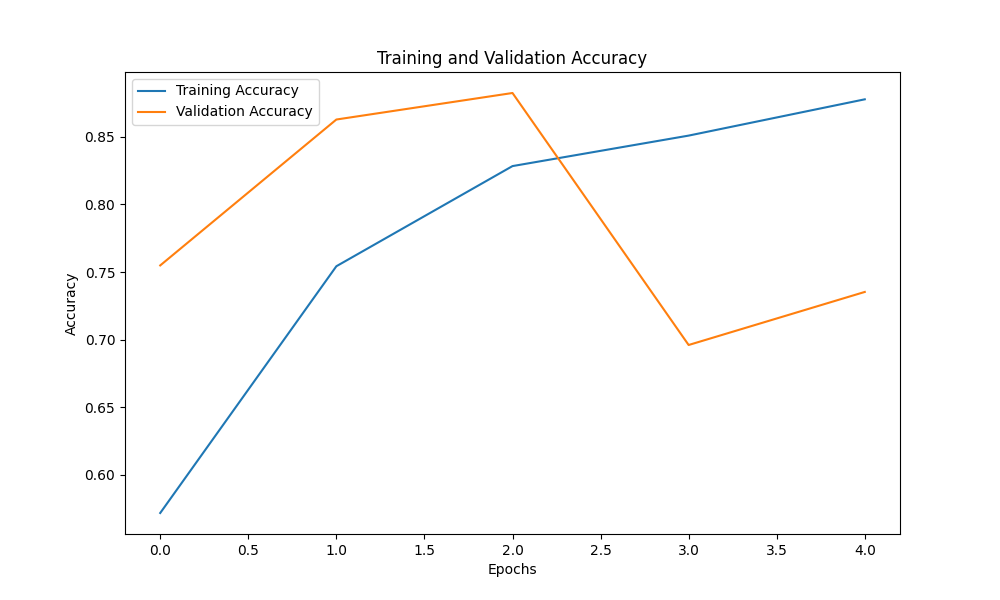 Training and Validation Accuracy
Training Accuracy
Validation Accuracy
Accuracy
0.85
0.80
0.75
0.70
0.65
0.60
0.0 0.5 1.0 1.5 2.0 2.5 3.0 3.5 4.0
Epochs